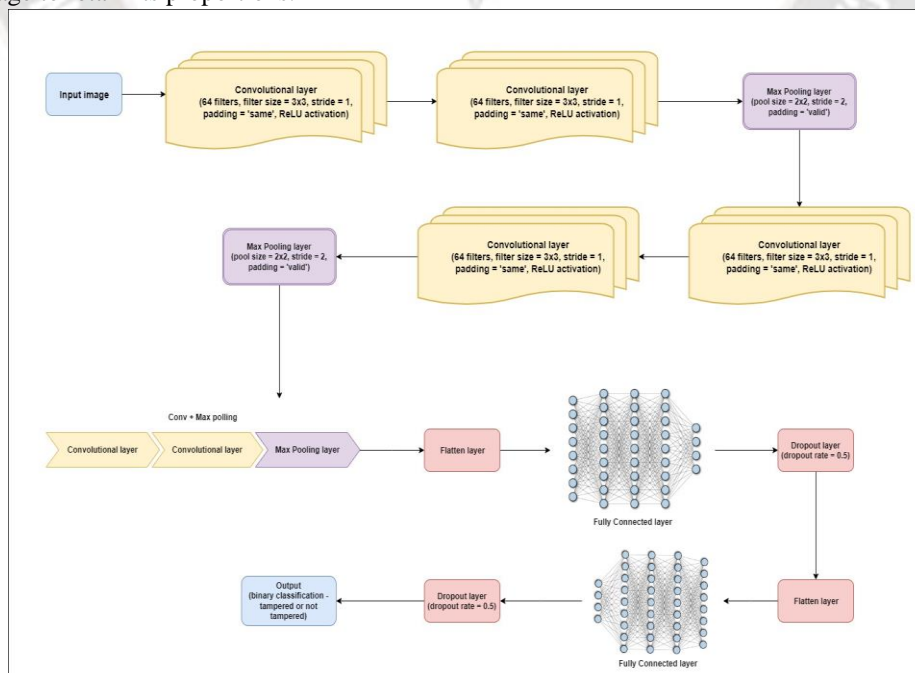 Input image
Convolutional layer
(64 filters, filter size = 3x3, stride = 1,
padding = 'same', ReLU activation)
Convolutional layer
(64 filters, filter size = 3x3, stride = 1,
padding = 'same', ReLU activation)
Max Pooling layer
(pool size = 2x2, stride = 2,
padding = 'valid')
Max Pooling layer
(pool size = 2x2, stride = 2,
padding = 'valid')
Convolutional layer
(64 filters, filter size = 3x3, stride = 1,
padding = 'same', ReLU activation)
Convolutional layer
(64 filters, filter size = 3x3, stride = 1,
padding = 'same', ReLU activation)
Conv + Max polling
Convolutional layer
Convolutional layer
Max Pooling layer
Flatten layer
Fully Connected layer
Dropout layer
(dropout rate = 0.5)
Output
(binary classification -
tampered or not
tampered)
Dropout layer
(dropout rate = 0.5)
Fully Connected layer
Flatten layer